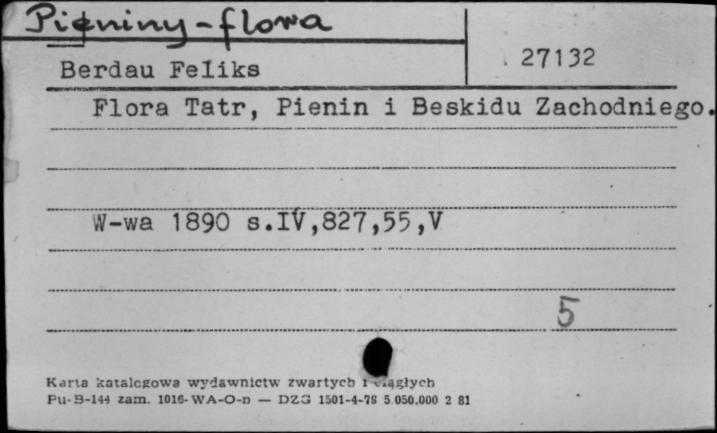 Pieniny-flora
27132
Berdau Feliks
Flora Tatr, Pienin i Beskidu Zachodniego.
W-wa 1890 s.IV,827,55,V
5
Karta katalogowa wydawnictw zwartych i ciągłych
Pu-B-144 zam. 1016-WA-O-n — DZG 1501-4-78 5.050.000 2 81